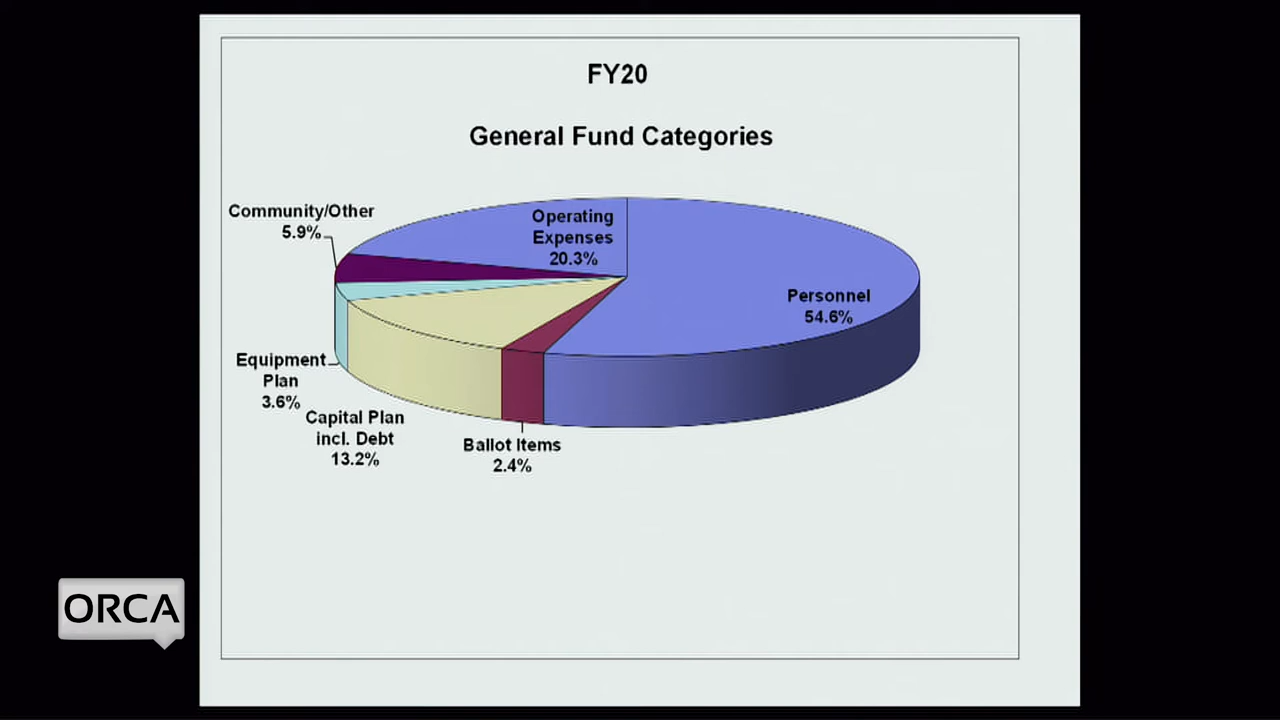 FY20
General Fund Categories
Community/Other
5.9%
Operating
Expenses
20.3%
Personnel
54.6%
Equipment
Plan
3.6%
Capital Plan
incl. Debt
13.2%
Ballot Items
2.4%
ORCA